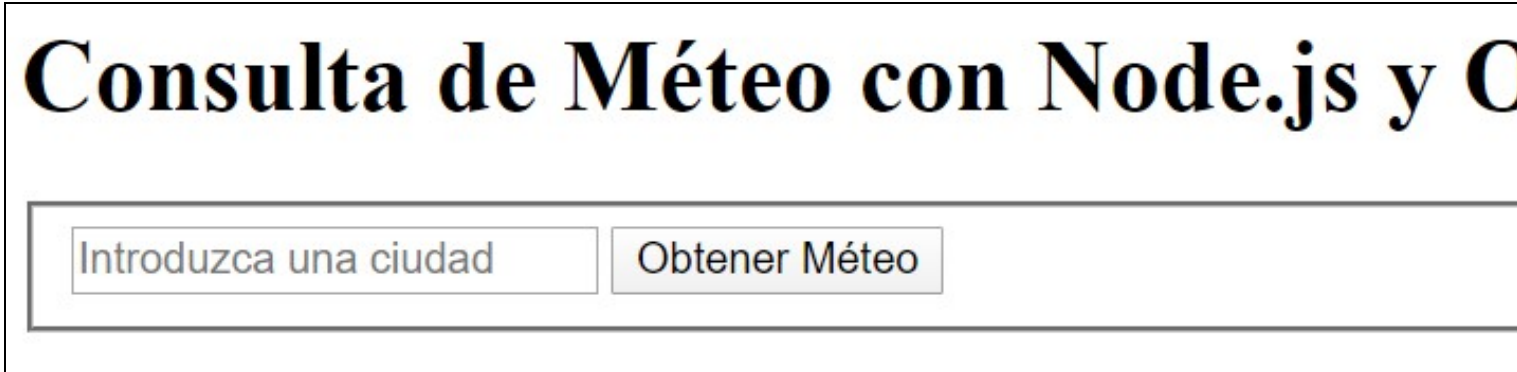 Consulta de Méteo con Node.js y
Introduzca una ciudad
Obtener Méteo